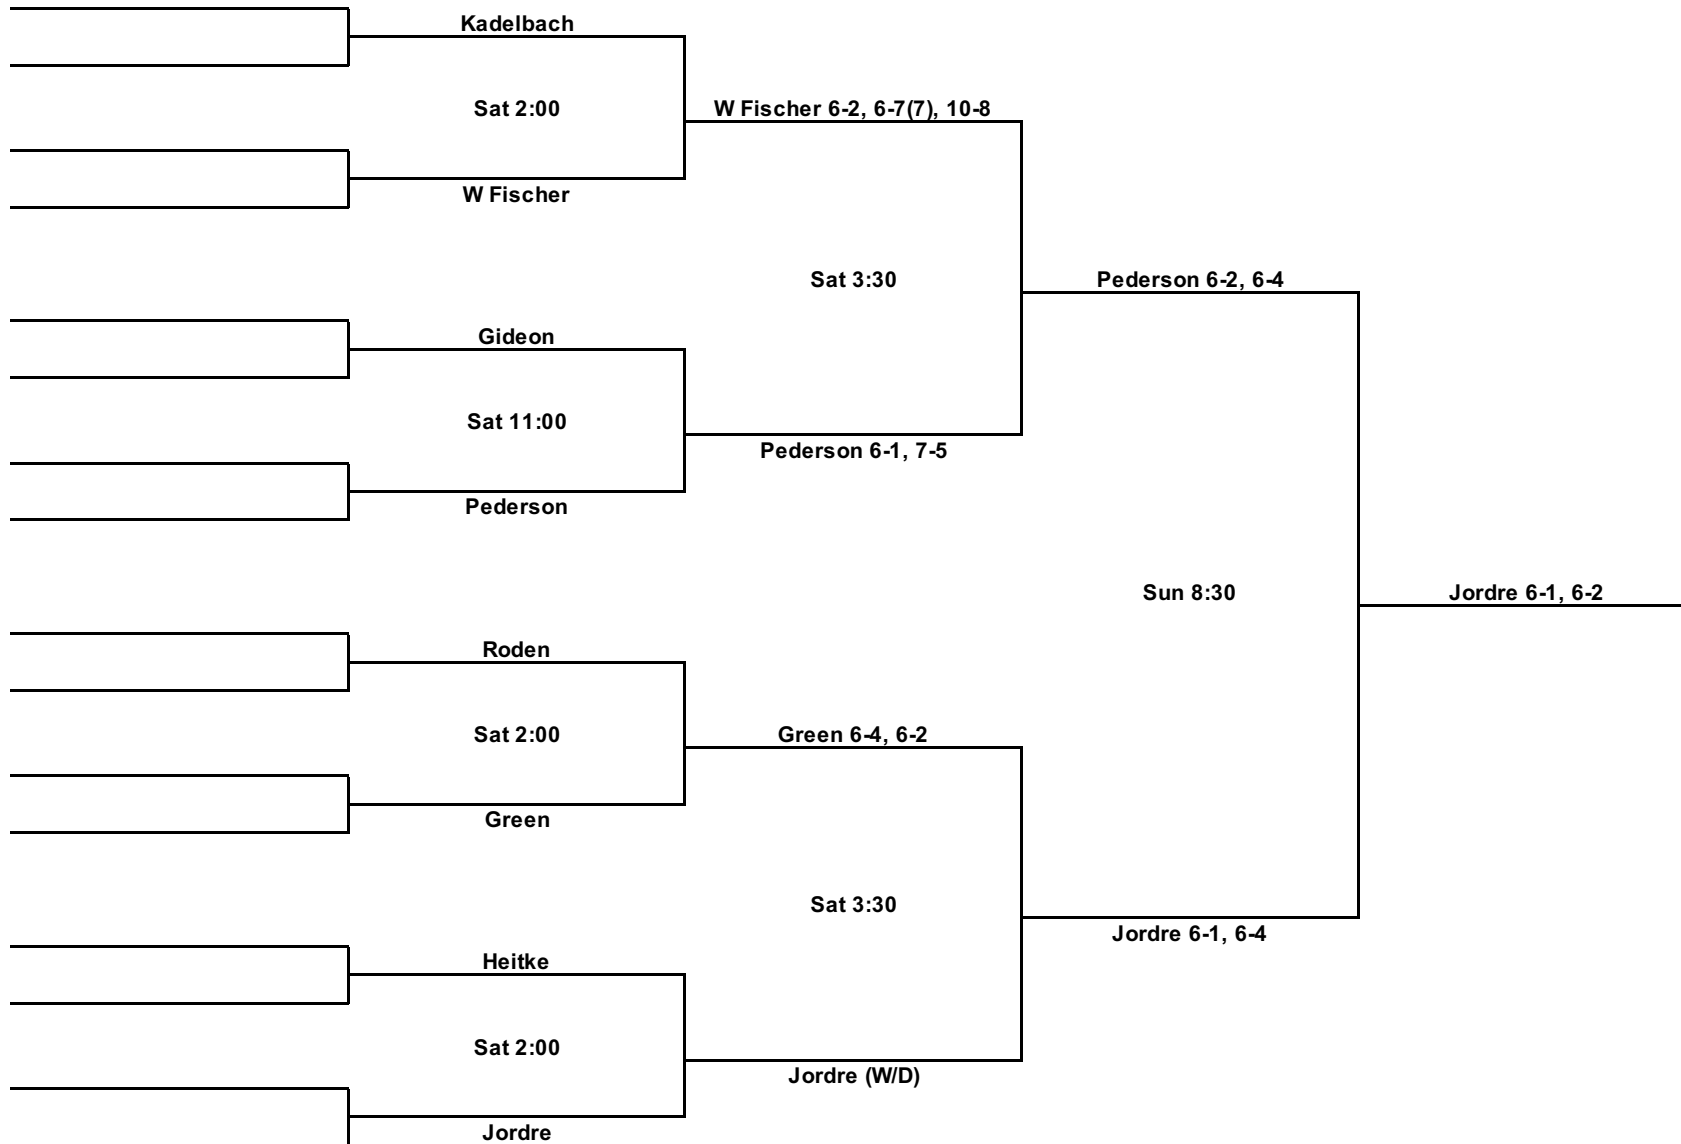 Kadelbach
Sat 2:00
W Fischer 6-2, 6-7(7), 10-8
W Fischer
Sat 3:30
Pederson 6-2, 6-4
Gideon
Sat 11:00
Pederson 6-1, 7-5
Pederson
Sun 8:30
Jordre 6-1, 6-2
Roden
Sat 2:00
Green 6-4, 6-2
Green
Sat 3:30
Jordre 6-1, 6-4
Heitke
Sat 2:00
Jordre (W/D)
Jordre